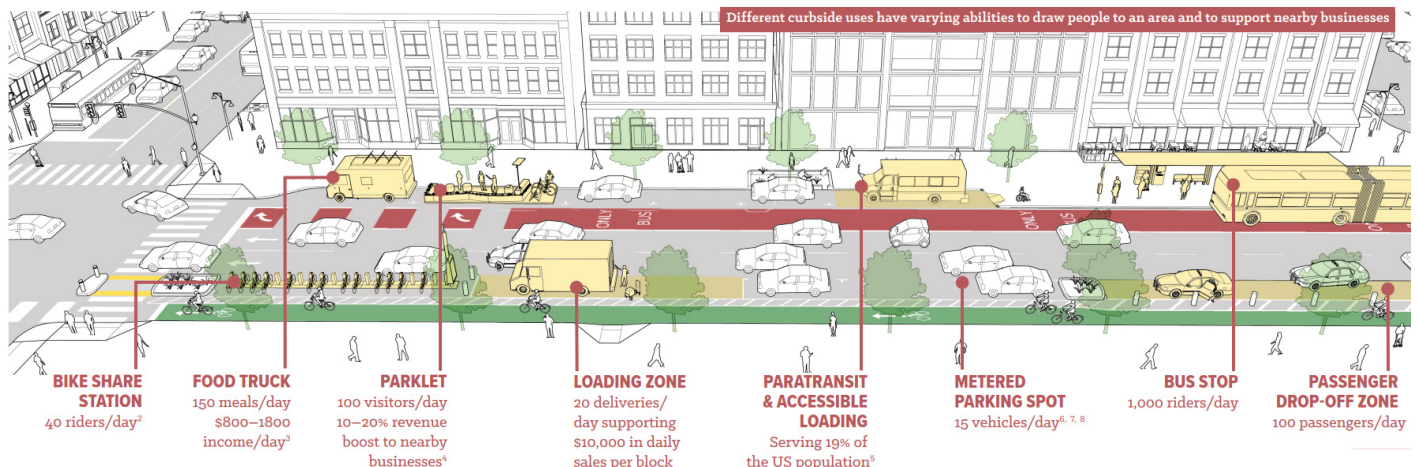 Different curbside uses have varying abilities to draw people to an area and to support nearby businesses
ONLY
BUS
ONLY
BUS
BIKE SHARE
STATION
40 riders/day²
FOOD TRUCK
150 meals/day
$800–1800
income/day³
PARKLET
100 visitors/day
10–20% revenue
boost to nearby
businesses⁴
LOADING ZONE
20 deliveries/
day supporting
$10,000 in daily
sales per block
PARATRANSIT
& ACCESSIBLE
LOADING
Serving 19% of
the US population⁵
METERED
PARKING SPOT
15 vehicles/day⁶, ⁷, ⁸
BUS STOP
1,000 riders/day
PASSENGER
DROP-OFF ZONE
100 passengers/day